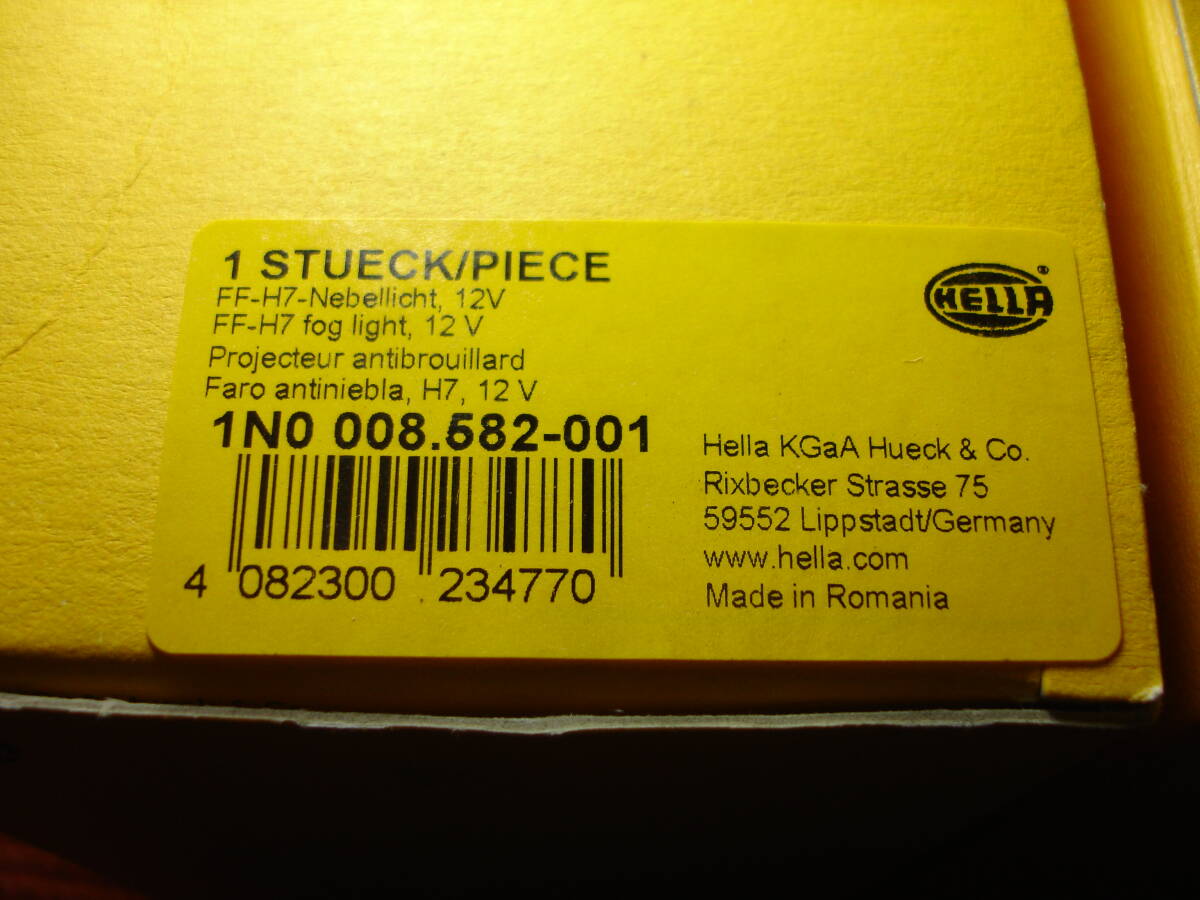 1 STUECK/PIECE
FF-H7-Nebellicht, 12V
FF-H7 fog light, 12 V
Projecteur antibrouillard
Faro antiniebla, H7, 12 V
1N0 008.582-001
4 082300 234770
HELLA®
Hella KGaA Hueck & Co.
Rixbecker Strasse 75
59552 Lippstadt/Germany
www.hella.com
Made in Romania